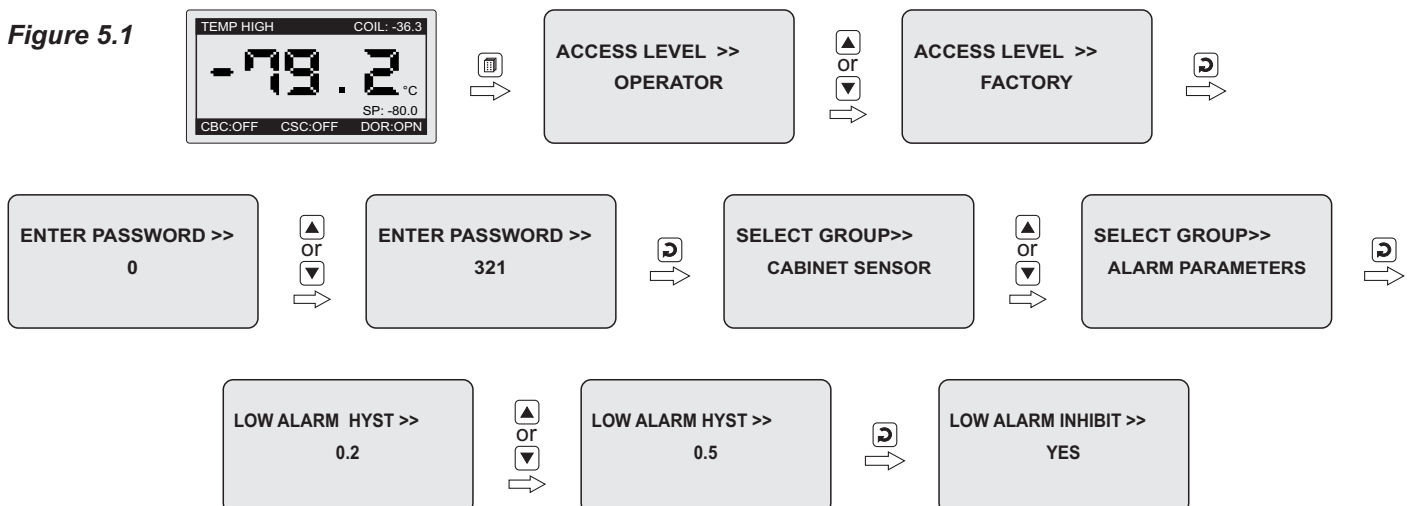 Figure 5.1
TEMP HIGH COIL: -36.3
-79.2 °C
SP: -80.0
CBC:OFF CSC:OFF DOR:OPN
ACCESS LEVEL >>
OPERATOR
or
ACCESS LEVEL >>
FACTORY
ENTER PASSWORD >>
0
or
ENTER PASSWORD >>
321
SELECT GROUP>>
CABINET SENSOR
or
SELECT GROUP>>
ALARM PARAMETERS
LOW ALARM HYST >>
0.2
or
LOW ALARM HYST >>
0.5
LOW ALARM INHIBIT >>
YES